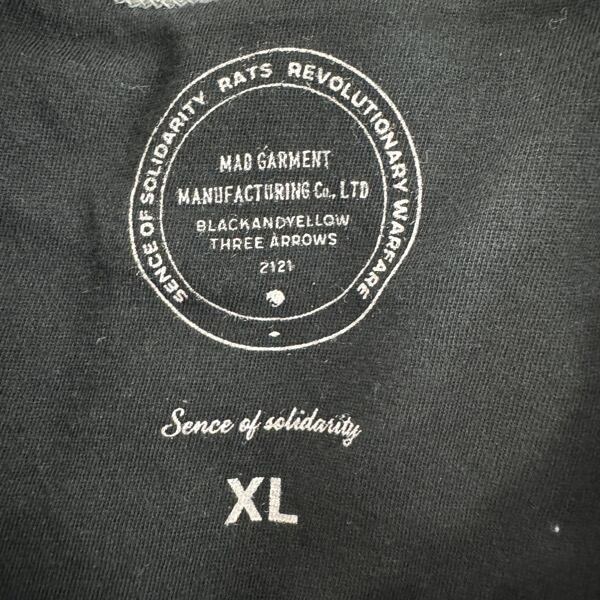 SENCE OF SOLIDARITY RATS REVOLUTIONARY WARFARE
MAD GARMENT
MANUFACTURING Co., LTD
BLACKANDYELLOW
THREE ARROWS
2121
Sence of solidarity
XL